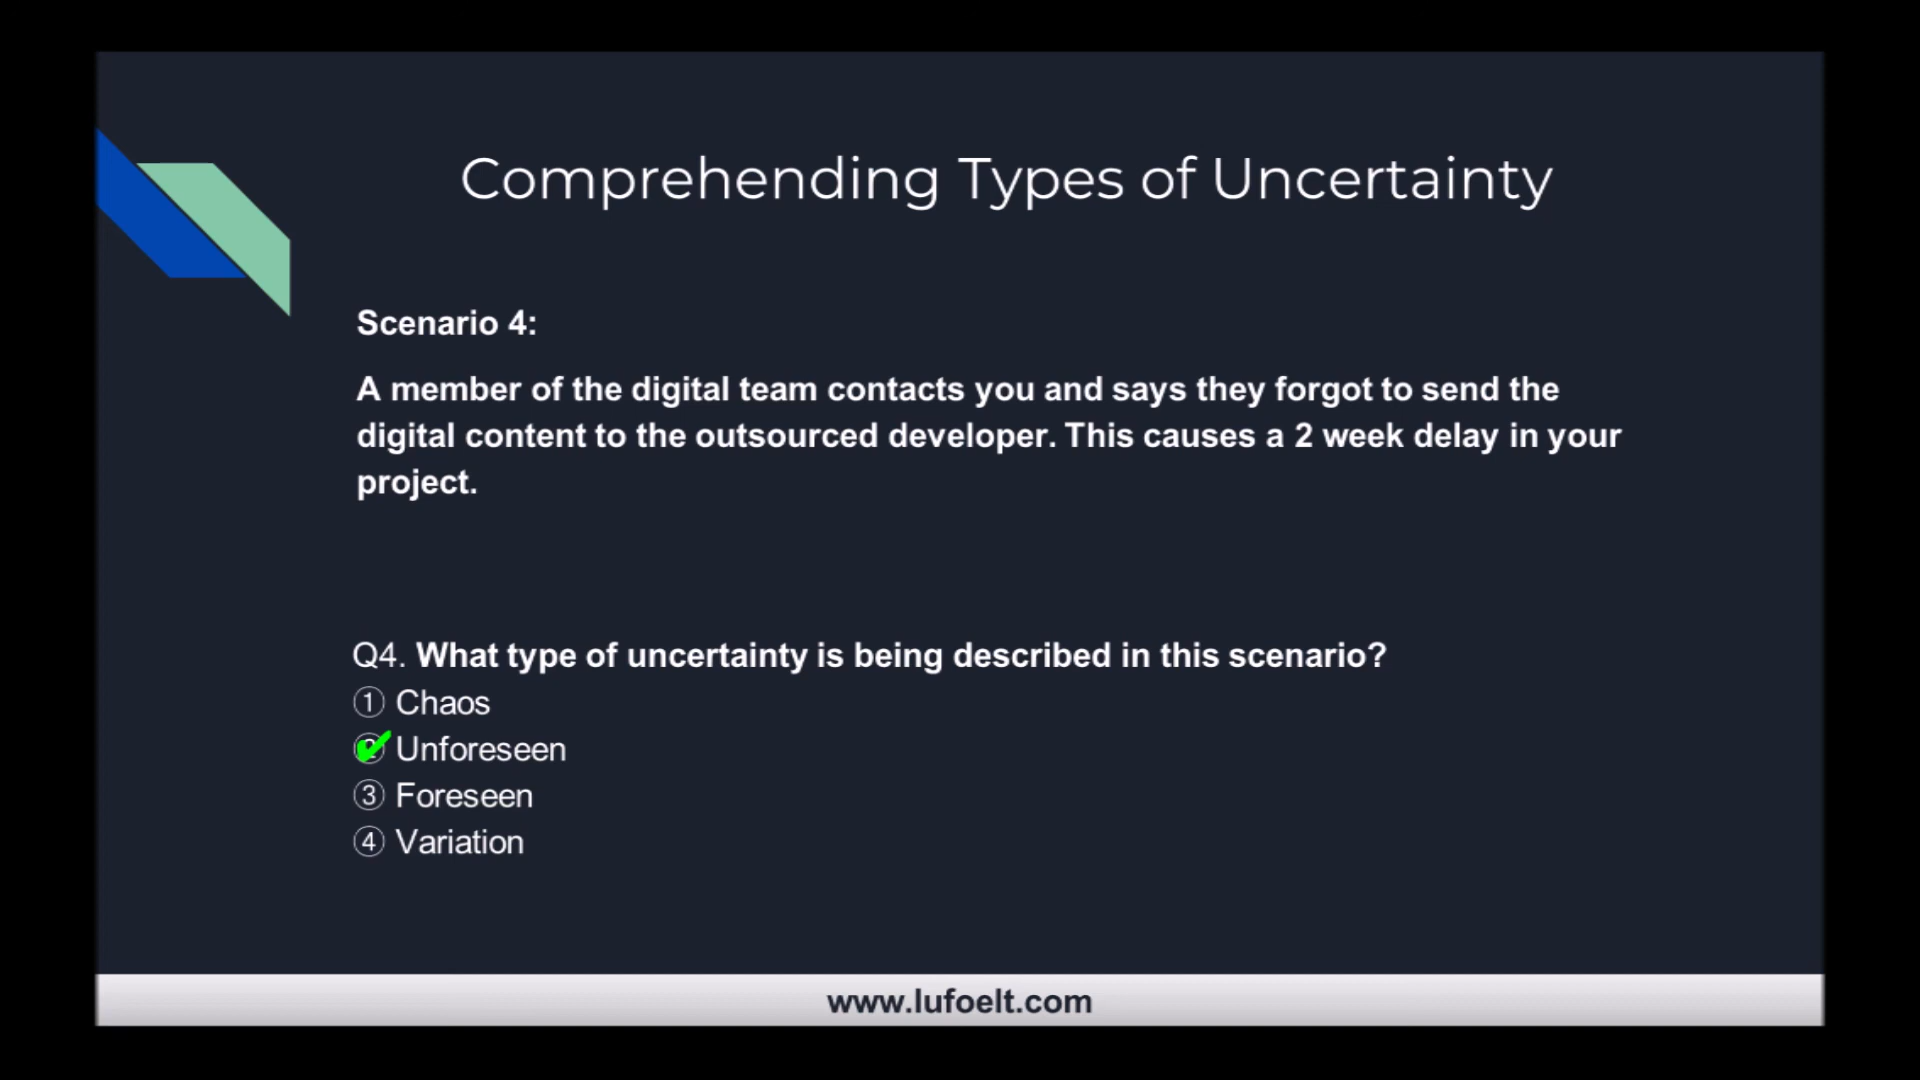 Comprehending Types of Uncertainty
Scenario 4:
A member of the digital team contacts you and says they forgot to send the
digital content to the outsourced developer. This causes a 2 week delay in your
project.
Q4. What type of uncertainty is being described in this scenario?
① Chaos
② Unforeseen
③ Foreseen
④ Variation
www.lufoelt.com